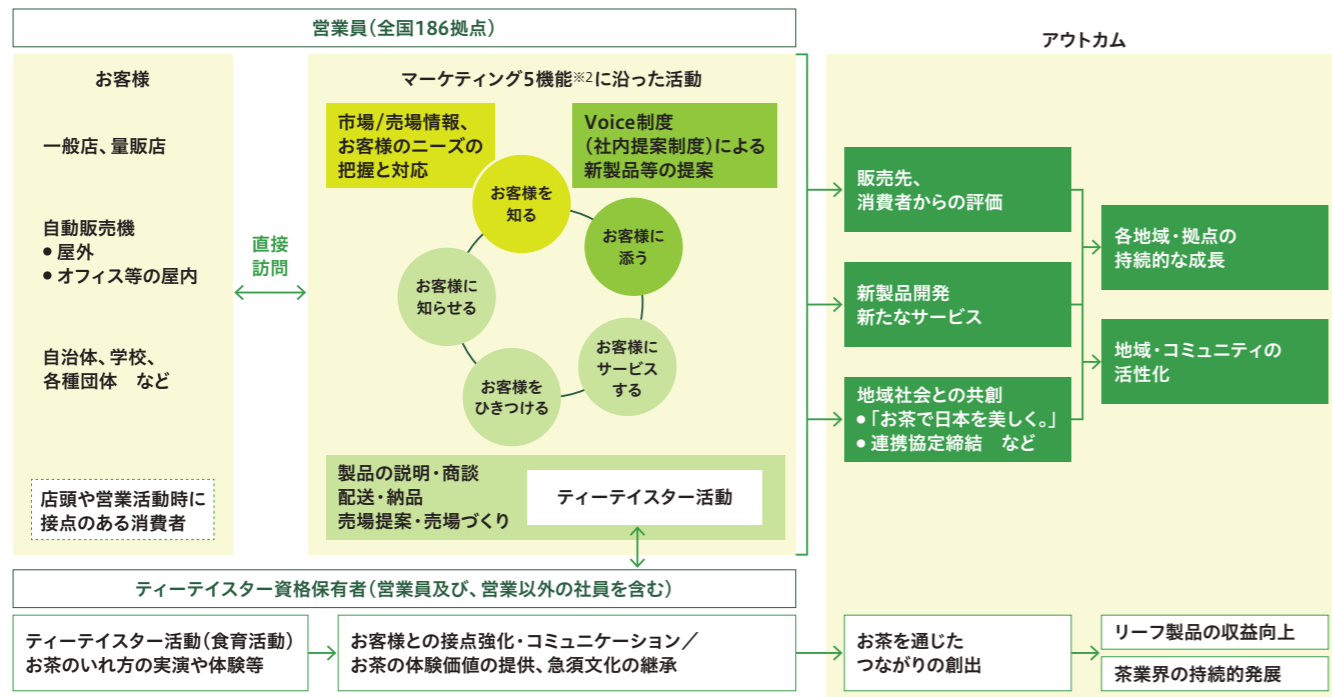 営業員（全国186拠点）
お客様
一般店、量販店
自動販売機
● 屋外
● オフィス等の屋内
自治体、学校、
各種団体　など
店頭や営業活動時に
接点のある消費者
直接
訪問
マーケティング5機能※2に沿った活動
市場/売場情報、
お客様のニーズの
把握と対応
Voice制度
（社内提案制度）による
新製品等の提案
お客様を
知る
お客様に
添う
お客様に
サービス
する
お客様を
ひきつける
お客様に
知らせる
製品の説明・商談
配送・納品
売場提案・売場づくり
ティーテイスター活動
アウトカム
販売先、
消費者からの評価
新製品開発
新たなサービス
地域社会との共創
● 「お茶で日本を美しく。」
● 連携協定締結　など
各地域・拠点の
持続的な成長
地域・コミュニティの
活性化
ティーテイスター資格保有者（営業員及び、営業以外の社員を含む）
ティーテイスター活動（食育活動）
お茶のいれ方の実演や体験等
お客様との接点強化・コミュニケーション／
お茶の体験価値の提供、急須文化の継承
お茶を通じた
つながりの創出
リーフ製品の収益向上
茶業界の持続的発展